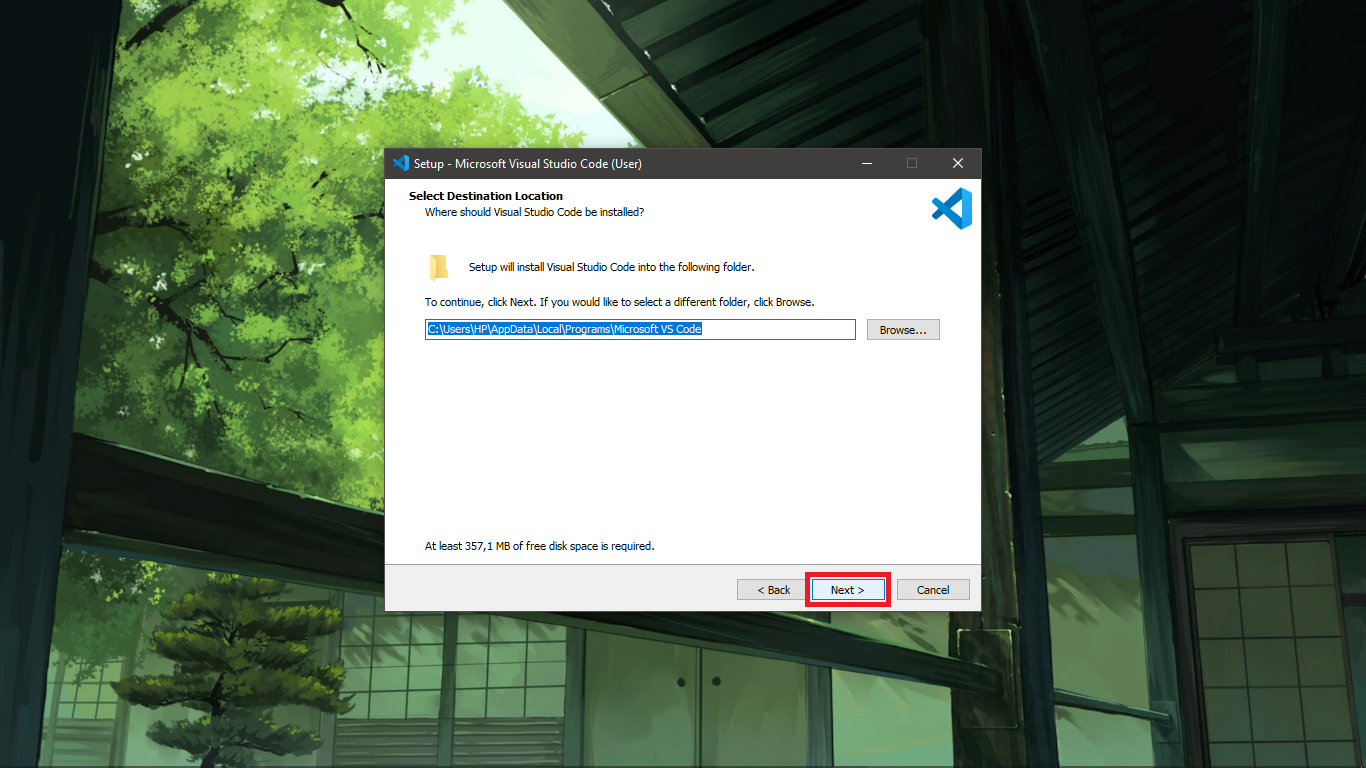 Setup - Microsoft Visual Studio Code (User)
Select Destination Location
Where should Visual Studio Code be installed?
Setup will install Visual Studio Code into the following folder.
To continue, click Next. If you would like to select a different folder, click Browse.
C:\Users\HP\AppData\Local\Programs\Microsoft VS Code
Browse...
At least 357,1 MB of free disk space is required.
< Back
Next >
Cancel